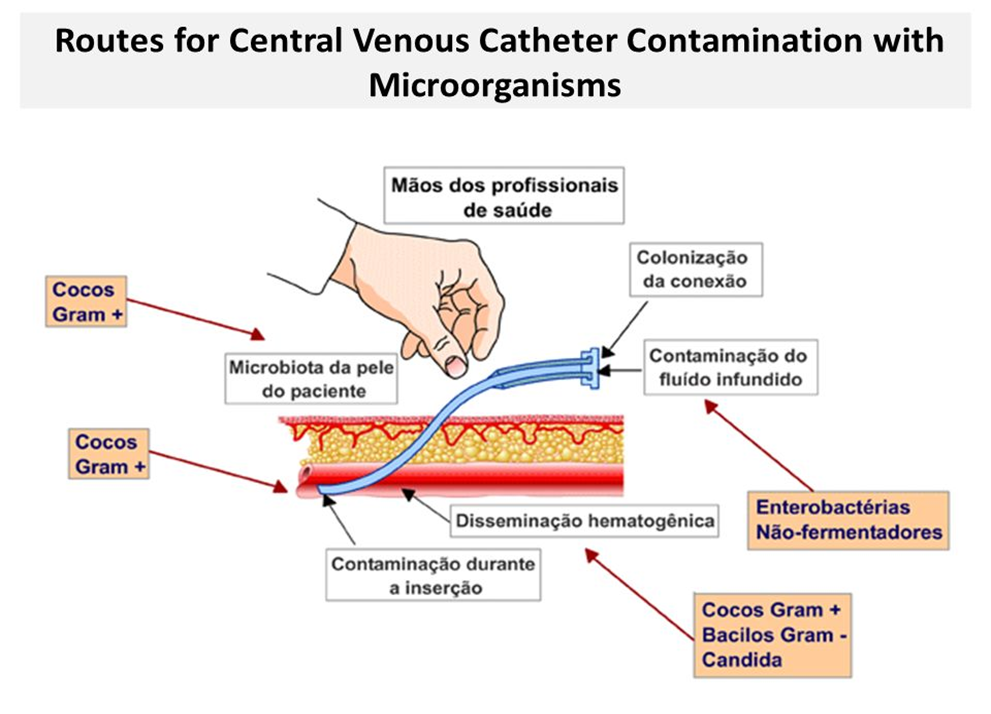 Routes for Central Venous Catheter Contamination with
Microorganisms
Mãos dos profissionais
de saúde
Colonização
da conexão
Cocos
Gram +
Contaminação do
fluído infundido
Microbiota da pele
do paciente
Cocos
Gram +
Enterobactérias
Não-fermentadores
Disseminação hematogênica
Contaminação durante
a inserção
Cocos Gram +
Bacilos Gram -
Candida